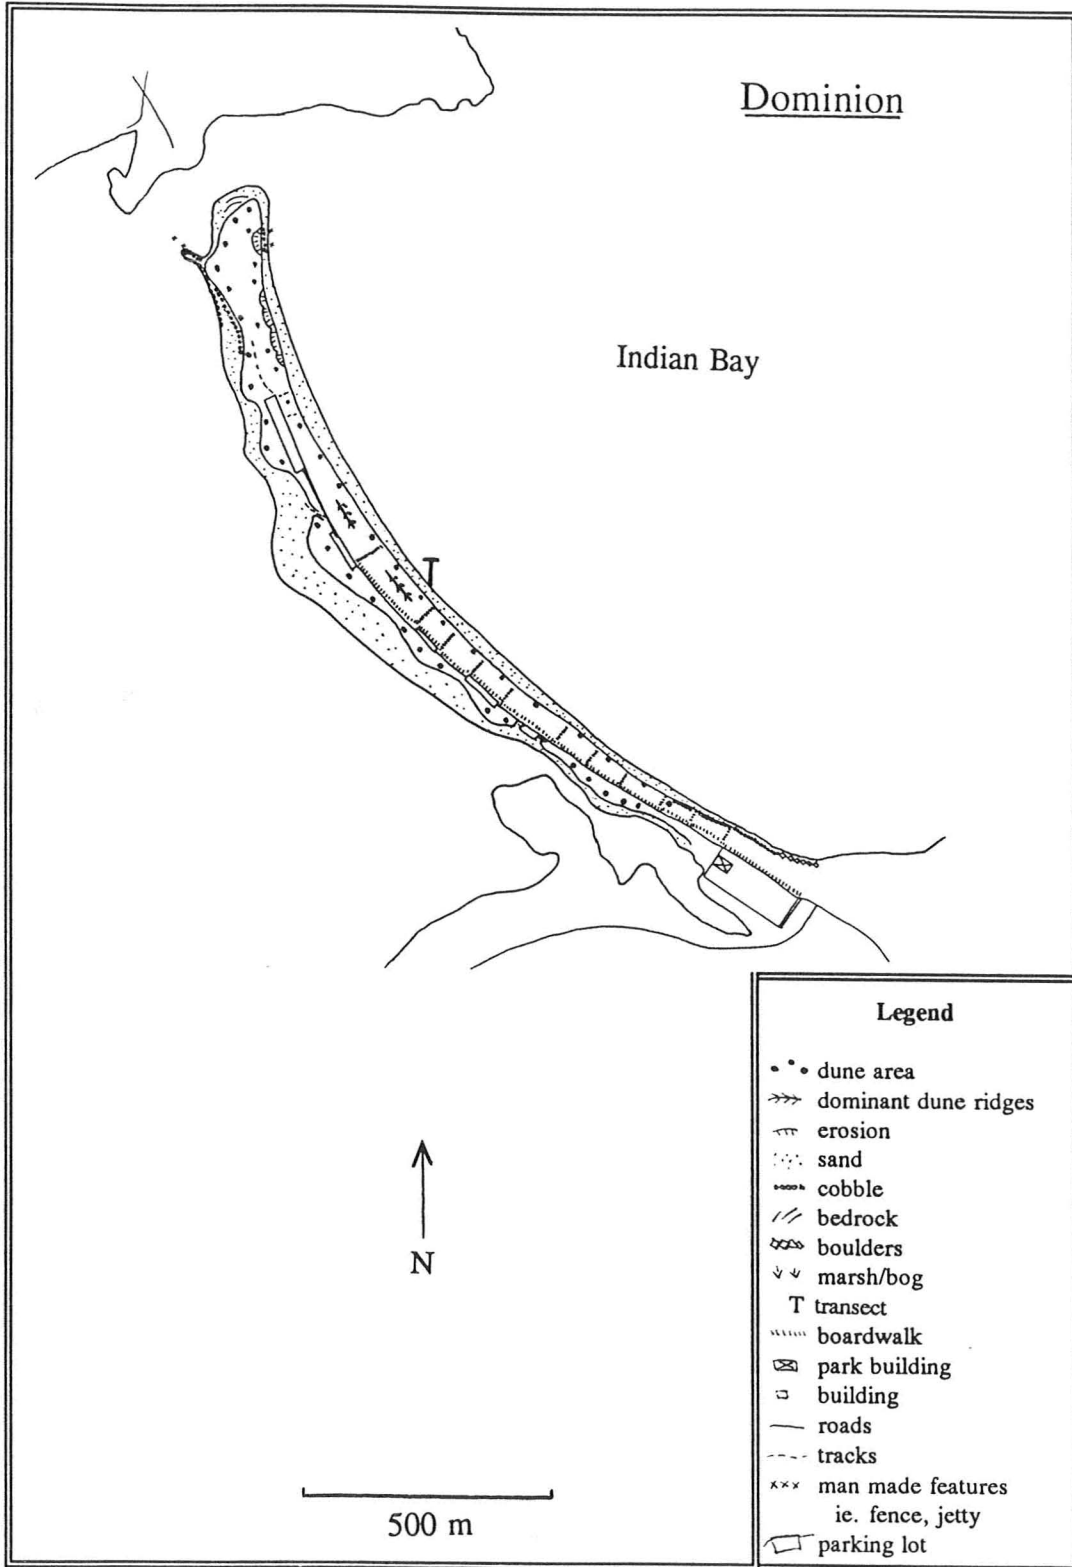 Dominion
Indian Bay
T
N
500 m
Legend
dune area
dominant dune ridges
erosion
sand
cobble
bedrock
boulders
marsh/bog
T transect
boardwalk
park building
building
roads
tracks
man made features
ie. fence, jetty
parking lot